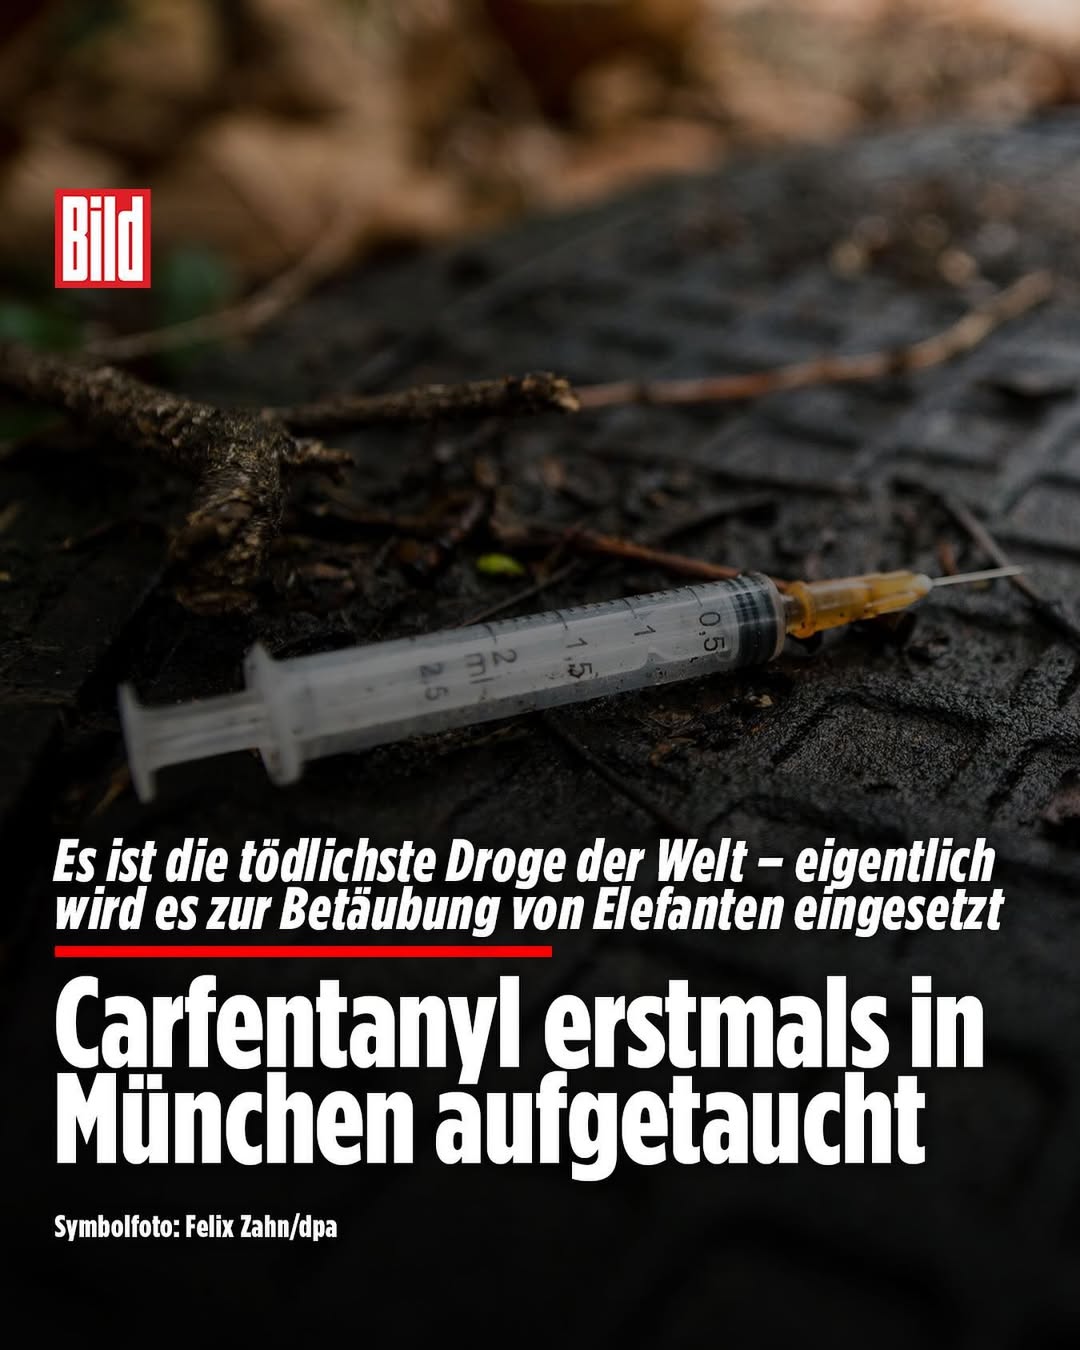 Bild
0,5
1
1,5
2
ml
2,5
Es ist die tödlichste Droge der Welt – eigentlich
wird es zur Betäubung von Elefanten eingesetzt
Carfentanyl erstmals in
München aufgetaucht
Symbolfoto: Felix Zahn/dpa